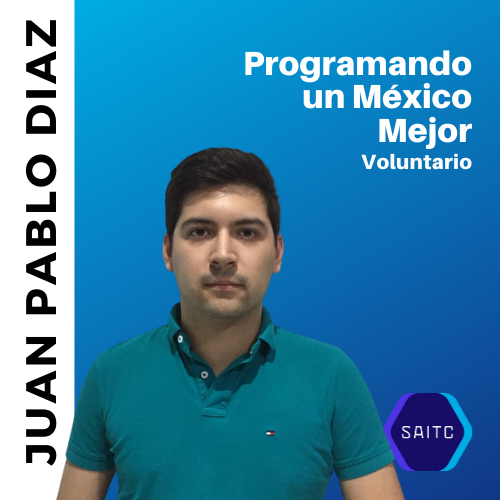 JUAN PABLO DIAZ
Programando
un México
Mejor
Voluntario
SAITC